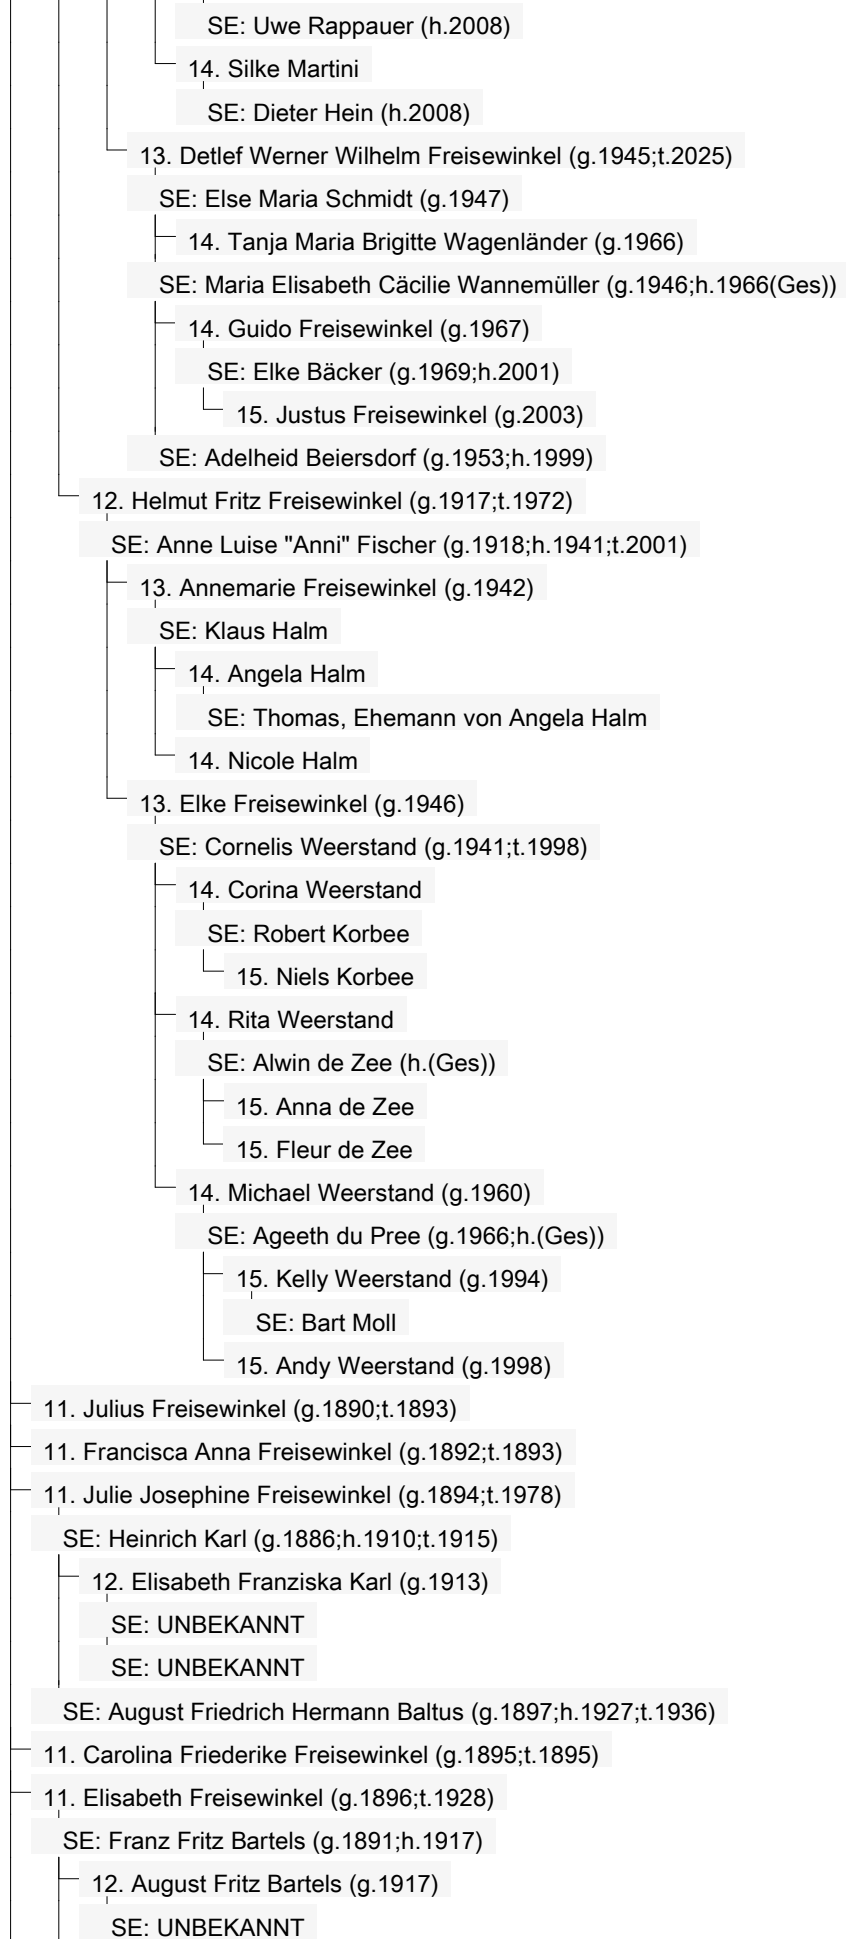 SE: Uwe Rappauer (h.2008)
14. Silke Martini
SE: Dieter Hein (h.2008)
13. Detlef Werner Wilhelm Freisewinkel (g.1945;t.2025)
SE: Else Maria Schmidt (g.1947)
14. Tanja Maria Brigitte Wagenländer (g.1966)
SE: Maria Elisabeth Cäcilie Wannemüller (g.1946;h.1966(Ges))
14. Guido Freisewinkel (g.1967)
SE: Elke Bäcker (g.1969;h.2001)
15. Justus Freisewinkel (g.2003)
SE: Adelheid Beiersdorf (g.1953;h.1999)
12. Helmut Fritz Freisewinkel (g.1917;t.1972)
SE: Anne Luise "Anni" Fischer (g.1918;h.1941;t.2001)
13. Annemarie Freisewinkel (g.1942)
SE: Klaus Halm
14. Angela Halm
SE: Thomas, Ehemann von Angela Halm
14. Nicole Halm
13. Elke Freisewinkel (g.1946)
SE: Cornelis Weerstand (g.1941;t.1998)
14. Corina Weerstand
SE: Robert Korbee
15. Niels Korbee
14. Rita Weerstand
SE: Alwin de Zee (h.(Ges))
15. Anna de Zee
15. Fleur de Zee
14. Michael Weerstand (g.1960)
SE: Ageeth du Pree (g.1966;h.(Ges))
15. Kelly Weerstand (g.1994)
SE: Bart Moll
15. Andy Weerstand (g.1998)
11. Julius Freisewinkel (g.1890;t.1893)
11. Francisca Anna Freisewinkel (g.1892;t.1893)
11. Julie Josephine Freisewinkel (g.1894;t.1978)
SE: Heinrich Karl (g.1886;h.1910;t.1915)
12. Elisabeth Franziska Karl (g.1913)
SE: UNBEKANNT
SE: UNBEKANNT
SE: August Friedrich Hermann Baltus (g.1897;h.1927;t.1936)
11. Carolina Friederike Freisewinkel (g.1895;t.1895)
11. Elisabeth Freisewinkel (g.1896;t.1928)
SE: Franz Fritz Bartels (g.1891;h.1917)
12. August Fritz Bartels (g.1917)
SE: UNBEKANNT